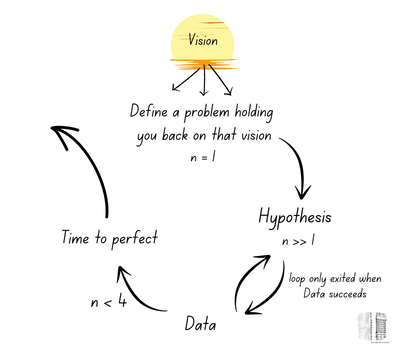 Vision
Define a problem holding
you back on that vision
n = 1
Hypothesis
n >> 1
loop only exited when
Data succeeds
Time to perfect
n < 4
Data